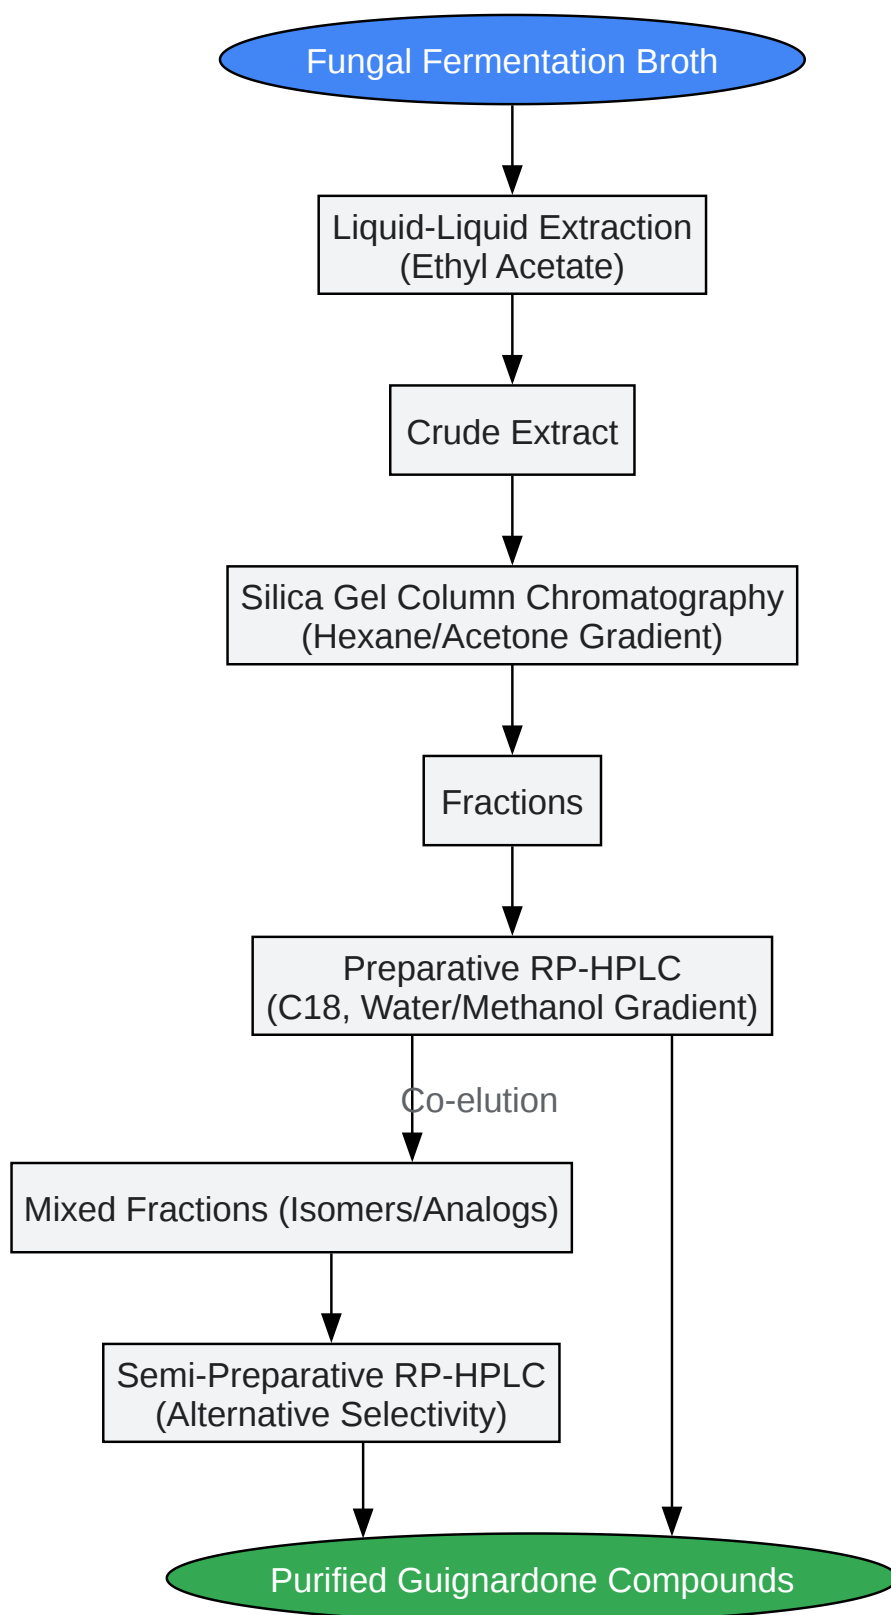 Fungal Fermentation Broth
Liquid-Liquid Extraction
(Ethyl Acetate)
Crude Extract
Silica Gel Column Chromatography
(Hexane/Acetone Gradient)
Fractions
Preparative RP-HPLC
(C18, Water/Methanol Gradient)
Co-elution
Mixed Fractions (Isomers/Analogs)
Semi-Preparative RP-HPLC
(Alternative Selectivity)
Purified Guignardone Compounds